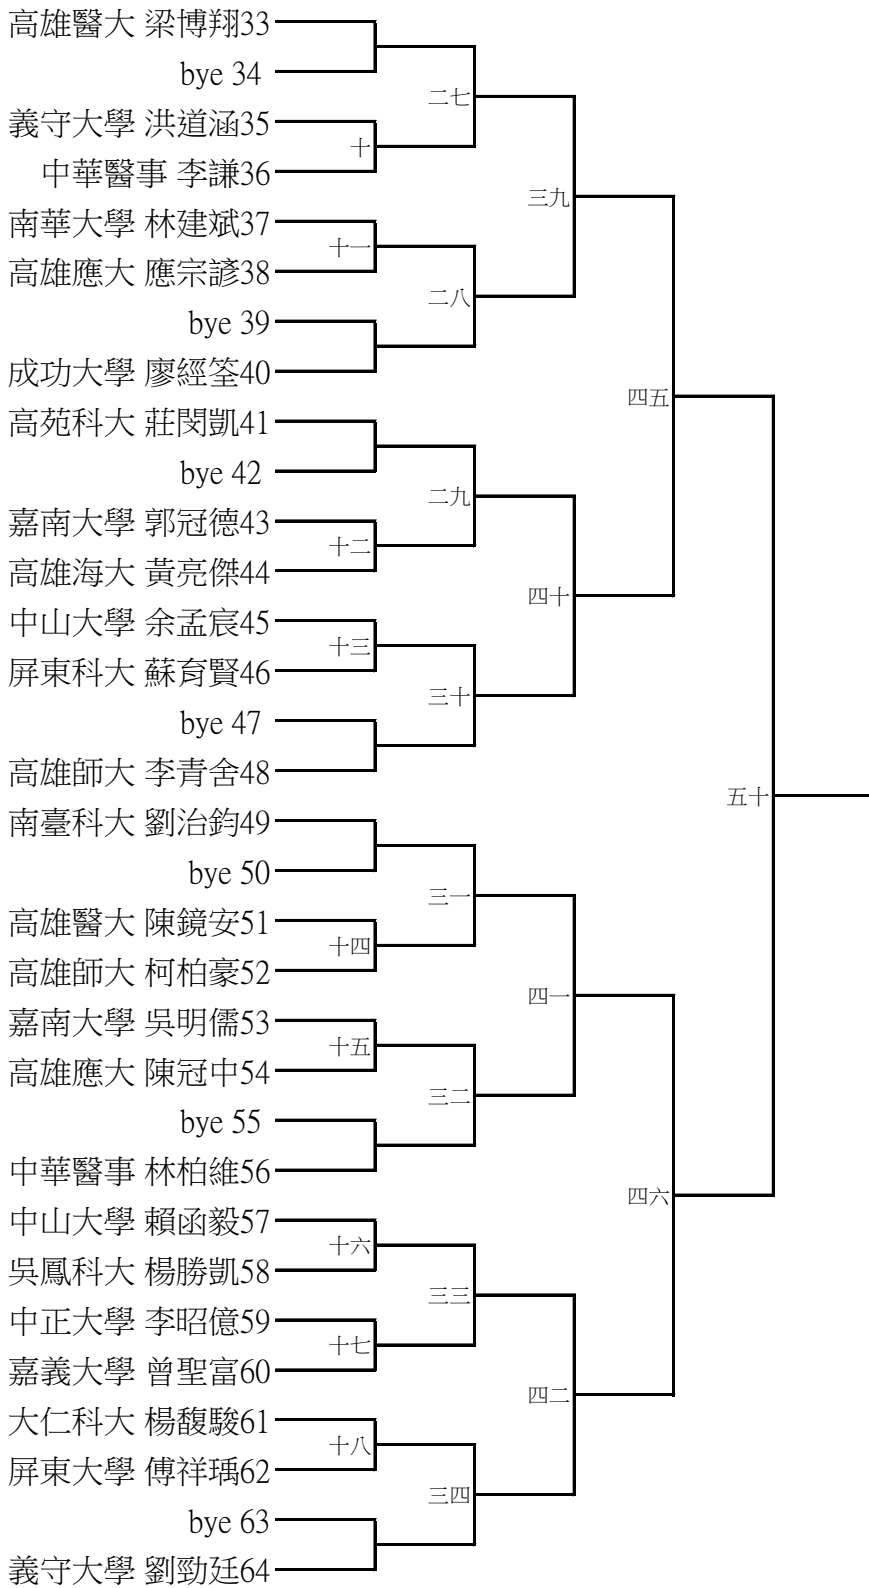 高雄醫大 梁博翔33
bye 34
二七
義守大學 洪道涵35
十
中華醫事 李謙36
三九
南華大學 林建斌37
十一
高雄應大 應宗諺38
二八
bye 39
成功大學 廖經筌40
四五
高苑科大 莊閔凱41
bye 42
二九
嘉南大學 郭冠德43
十二
高雄海大 黃亮傑44
四十
中山大學 余孟宸45
十三
屏東科大 蘇育賢46
三十
bye 47
高雄師大 李青舍48
五十
南臺科大 劉治鈞49
bye 50
三一
高雄醫大 陳鏡安51
十四
高雄師大 柯柏豪52
四一
嘉南大學 吳明儒53
十五
高雄應大 陳冠中54
三二
bye 55
中華醫事 林柏維56
四六
中山大學 賴函毅57
十六
吳鳳科大 楊勝凱58
三三
中正大學 李昭億59
十七
嘉義大學 曾聖富60
四二
大仁科大 楊馥駿61
十八
屏東大學 傅祥瑀62
三四
bye 63
義守大學 劉勁廷64